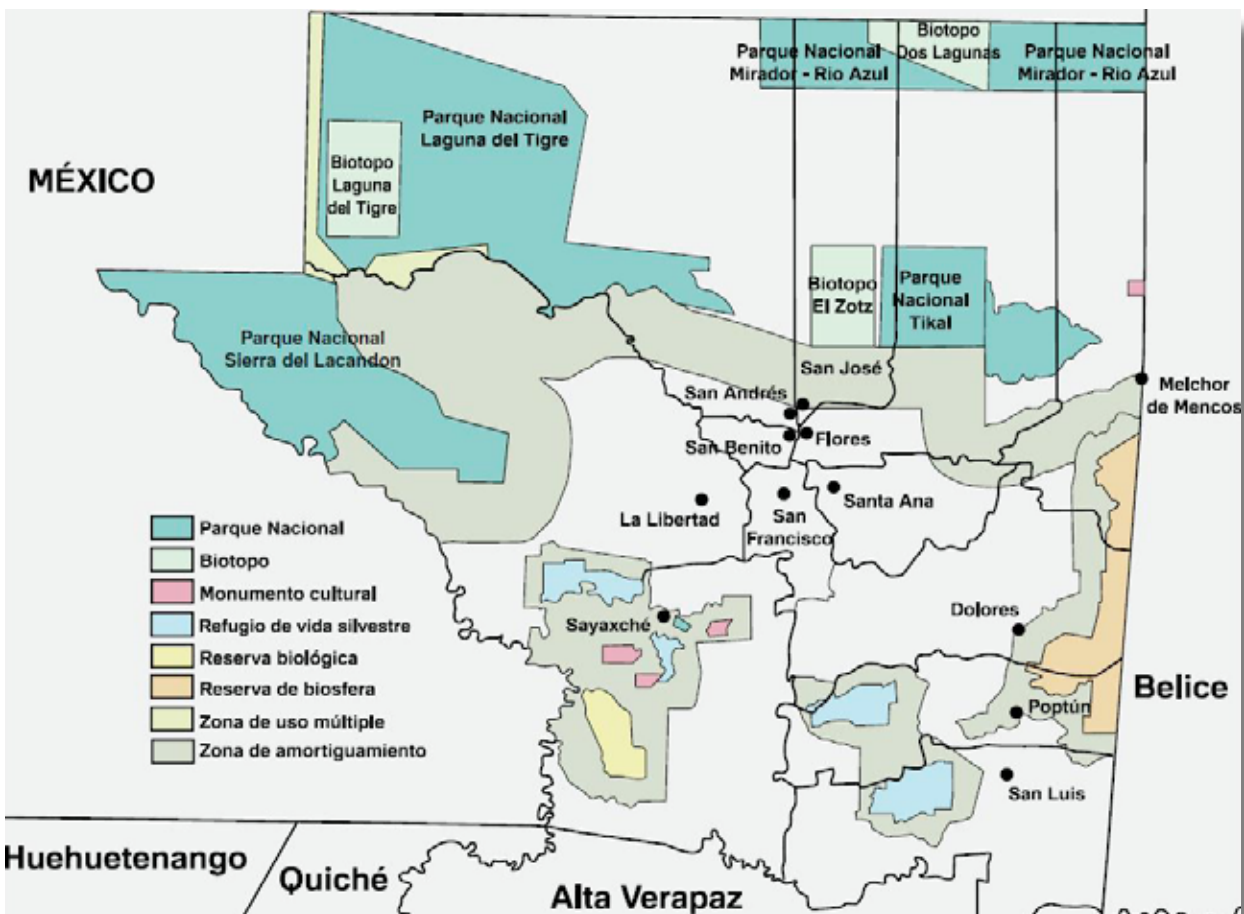 Parque Nacional
Mirador - Rio Azul
Biotopo
Dos Lagunas
Parque Nacional
Mirador - Rio Azul
Parque Nacional
Laguna del Tigre
Biotopo
Laguna
del Tigre
MÉXICO
Biotopo
El Zotz
Parque
Nacional
Tikal
Parque Nacional
Sierra del Lacandon
San José
San Andrés
Melchor
de Mencos
San Benito
Flores
La Libertad
San
Francisco
Santa Ana
Parque Nacional
Biotopo
Monumento cultural
Refugio de vida silvestre
Reserva biológica
Reserva de biosfera
Zona de uso múltiple
Zona de amortiguamiento
Sayaxché
Dolores
Belice
Poptún
San Luis
Huehuetenango
Quiché
Alta Verapaz